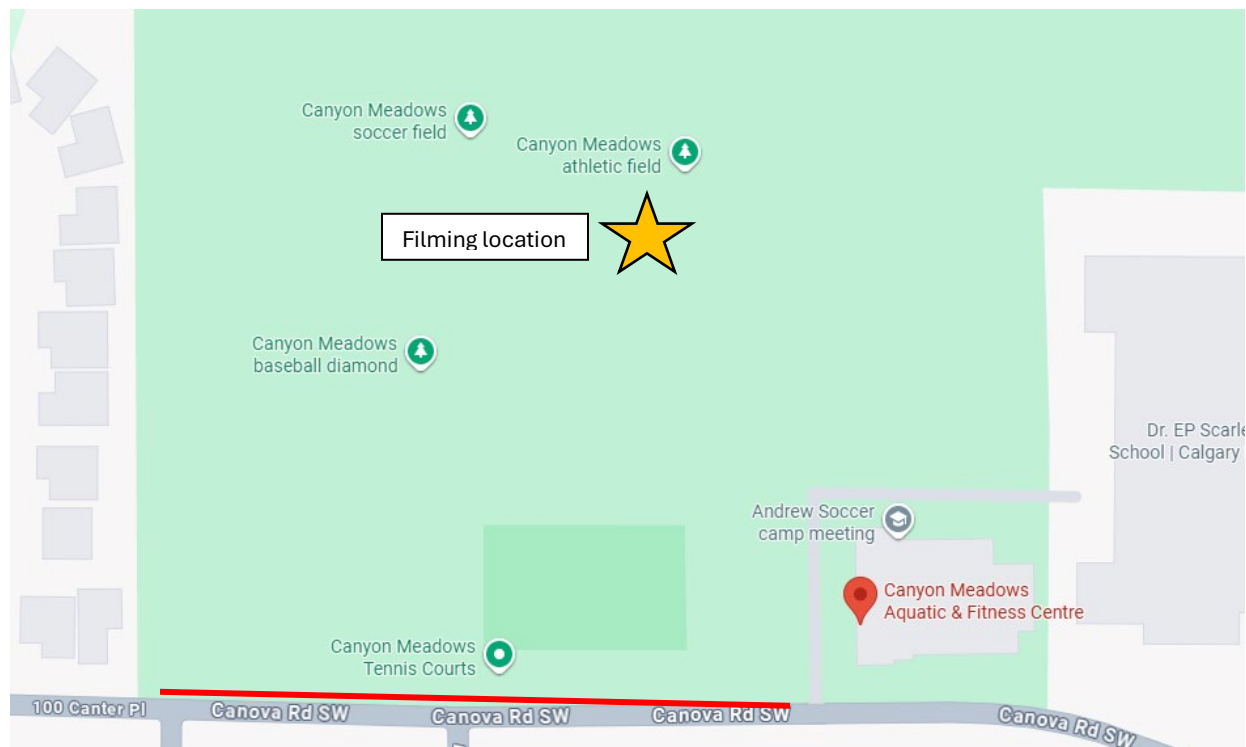 Canyon Meadows
soccer field
Canyon Meadows
athletic field
Filming location
Canyon Meadows
baseball diamond
Dr. EP Scarle
School | Calgary
Andrew Soccer
camp meeting
Canyon Meadows
Aquatic & Fitness Centre
Canyon Meadows
Tennis Courts
100 Canter Pl
Canova Rd SW
Canova Rd SW
Canova Rd SW
Canova Rd SW